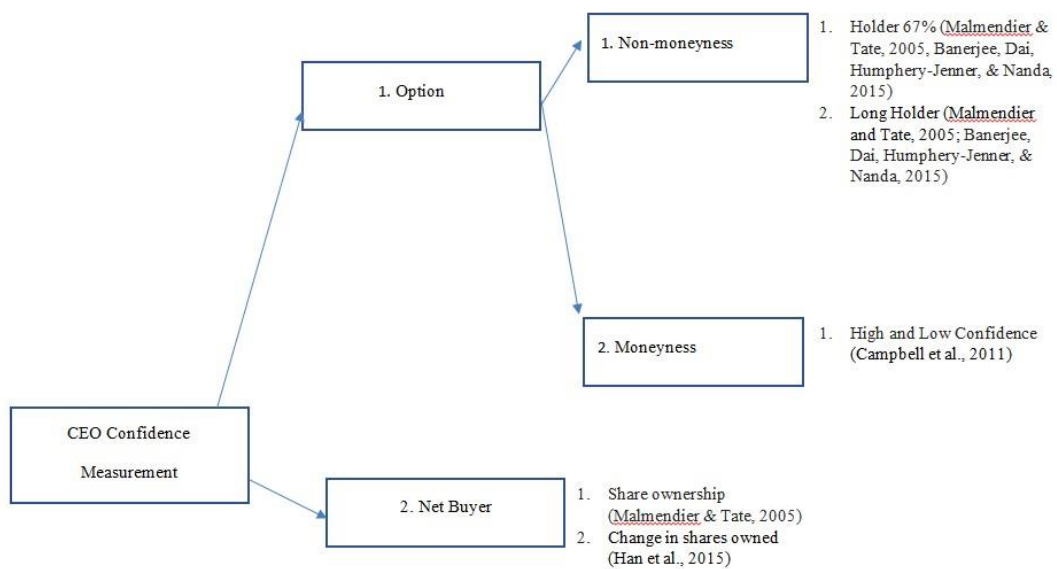 1. Non-moneyness
1. Holder 67% (Malmendier &
Tate, 2005, Banerjee, Dai,
Humphery-Jenner, & Nanda,
2015)
2. Long Holder (Malmendier
and Tate, 2005; Banerjee,
Dai, Humphery-Jenner, &
Nanda, 2015)
1. Option
2. Moneyness
1. High and Low Confidence
(Campbell et al., 2011)
CEO Confidence
Measurement
2. Net Buyer
1. Share ownership
(Malmendier & Tate, 2005)
2. Change in shares owned
(Han et al., 2015)